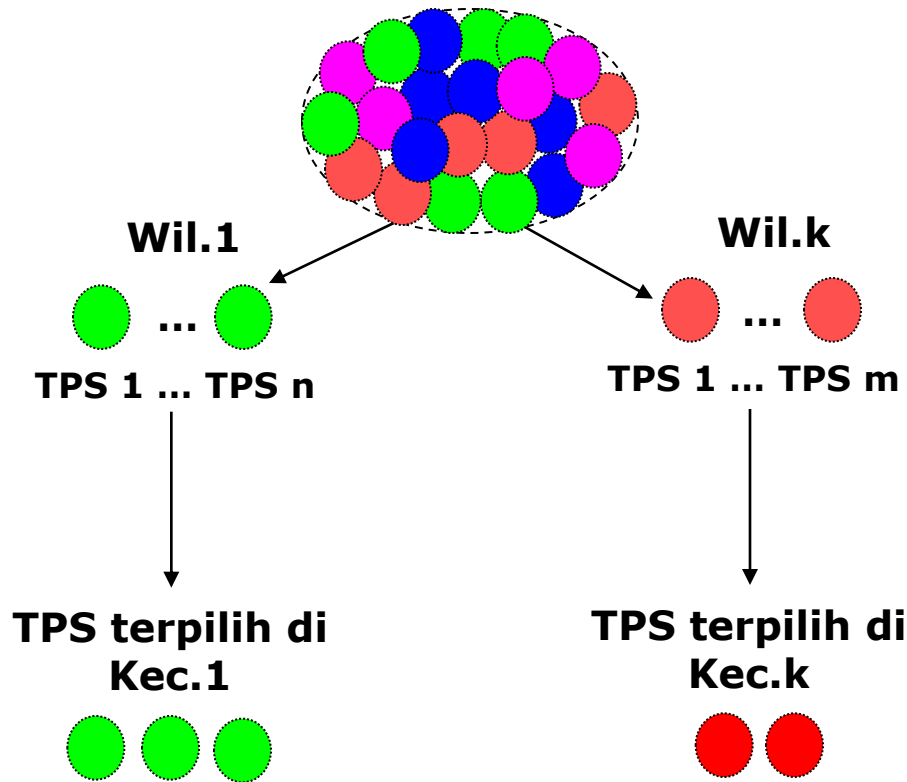 Wil.1
...
TPS 1 ... TPS n
TPS terpilih di
Kec.1
Wil.k
...
TPS 1 ... TPS m
TPS terpilih di
Kec.k